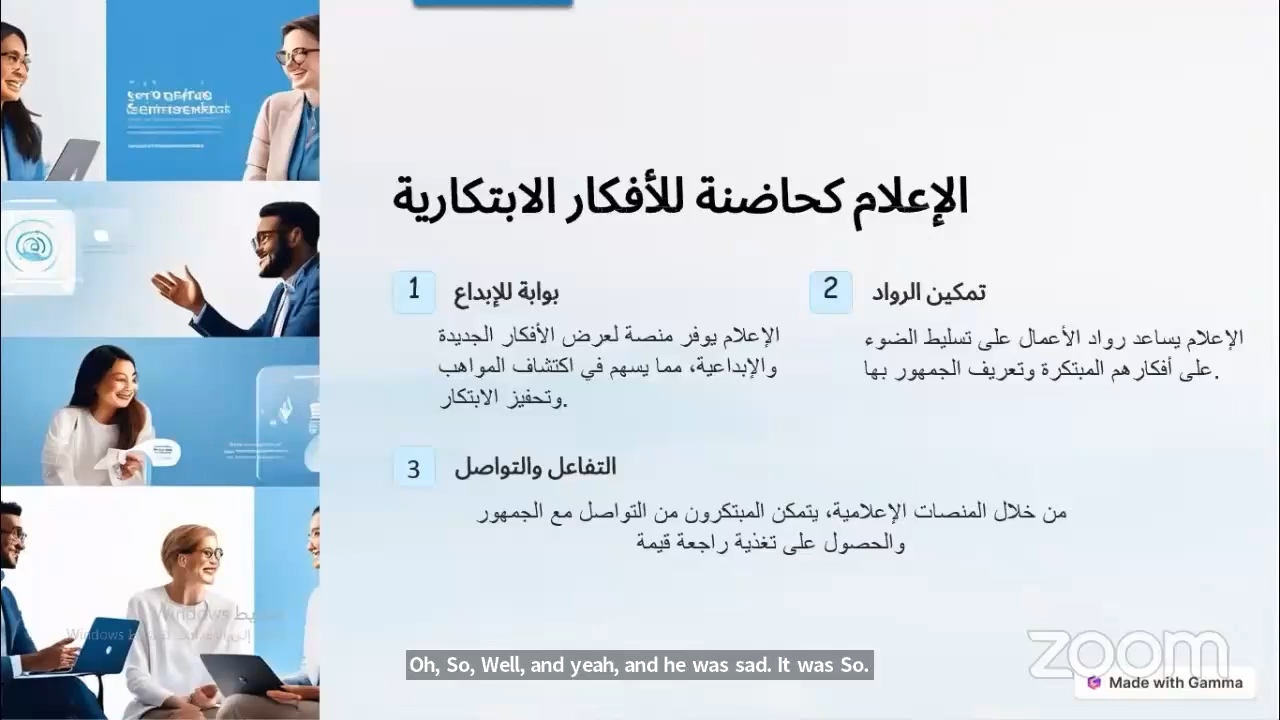 الإعلام كحاضنة للأفكار الابتكارية
1
بوابة للإبداع
الإعلام يوفر منصة لعرض الأفكار الجديدة
والإبداعية، مما يسهم في اكتشاف المواهب
وتحفيز الابتكار.
2
تمكين الرواد
الإعلام يساعد رواد الأعمال على تسليط الضوء
على أفكارهم المبتكرة وتعريف الجمهور بها.
3
التفاعل والتواصل
من خلال المنصات الإعلامية، يتمكن المبتكرون من التواصل مع الجمهور
والحصول على تغذية راجعة قيمة
Windows
Windows
Oh, So, Well, and yeah, and he was sad. It was So.
zoom
Made with Gamma